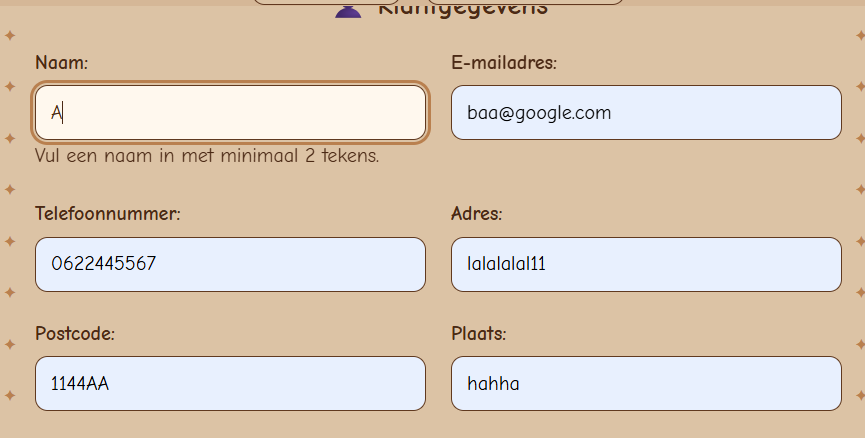 Klantgegevens
Naam:
E-mailadres:
A
baa@google.com
Vul een naam in met minimaal 2 tekens.
Telefoonnummer:
Adres:
0622445567
lalalalal11
Postcode:
Plaats:
1144AA
hahha